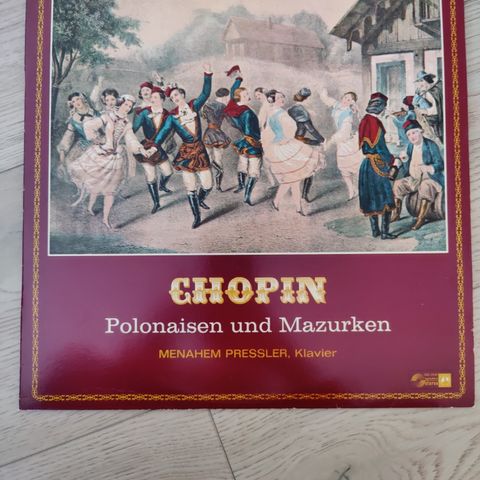 CHOPIN
Polonaisen und Mazurken
MENAHEM PRESSLER, Klavier